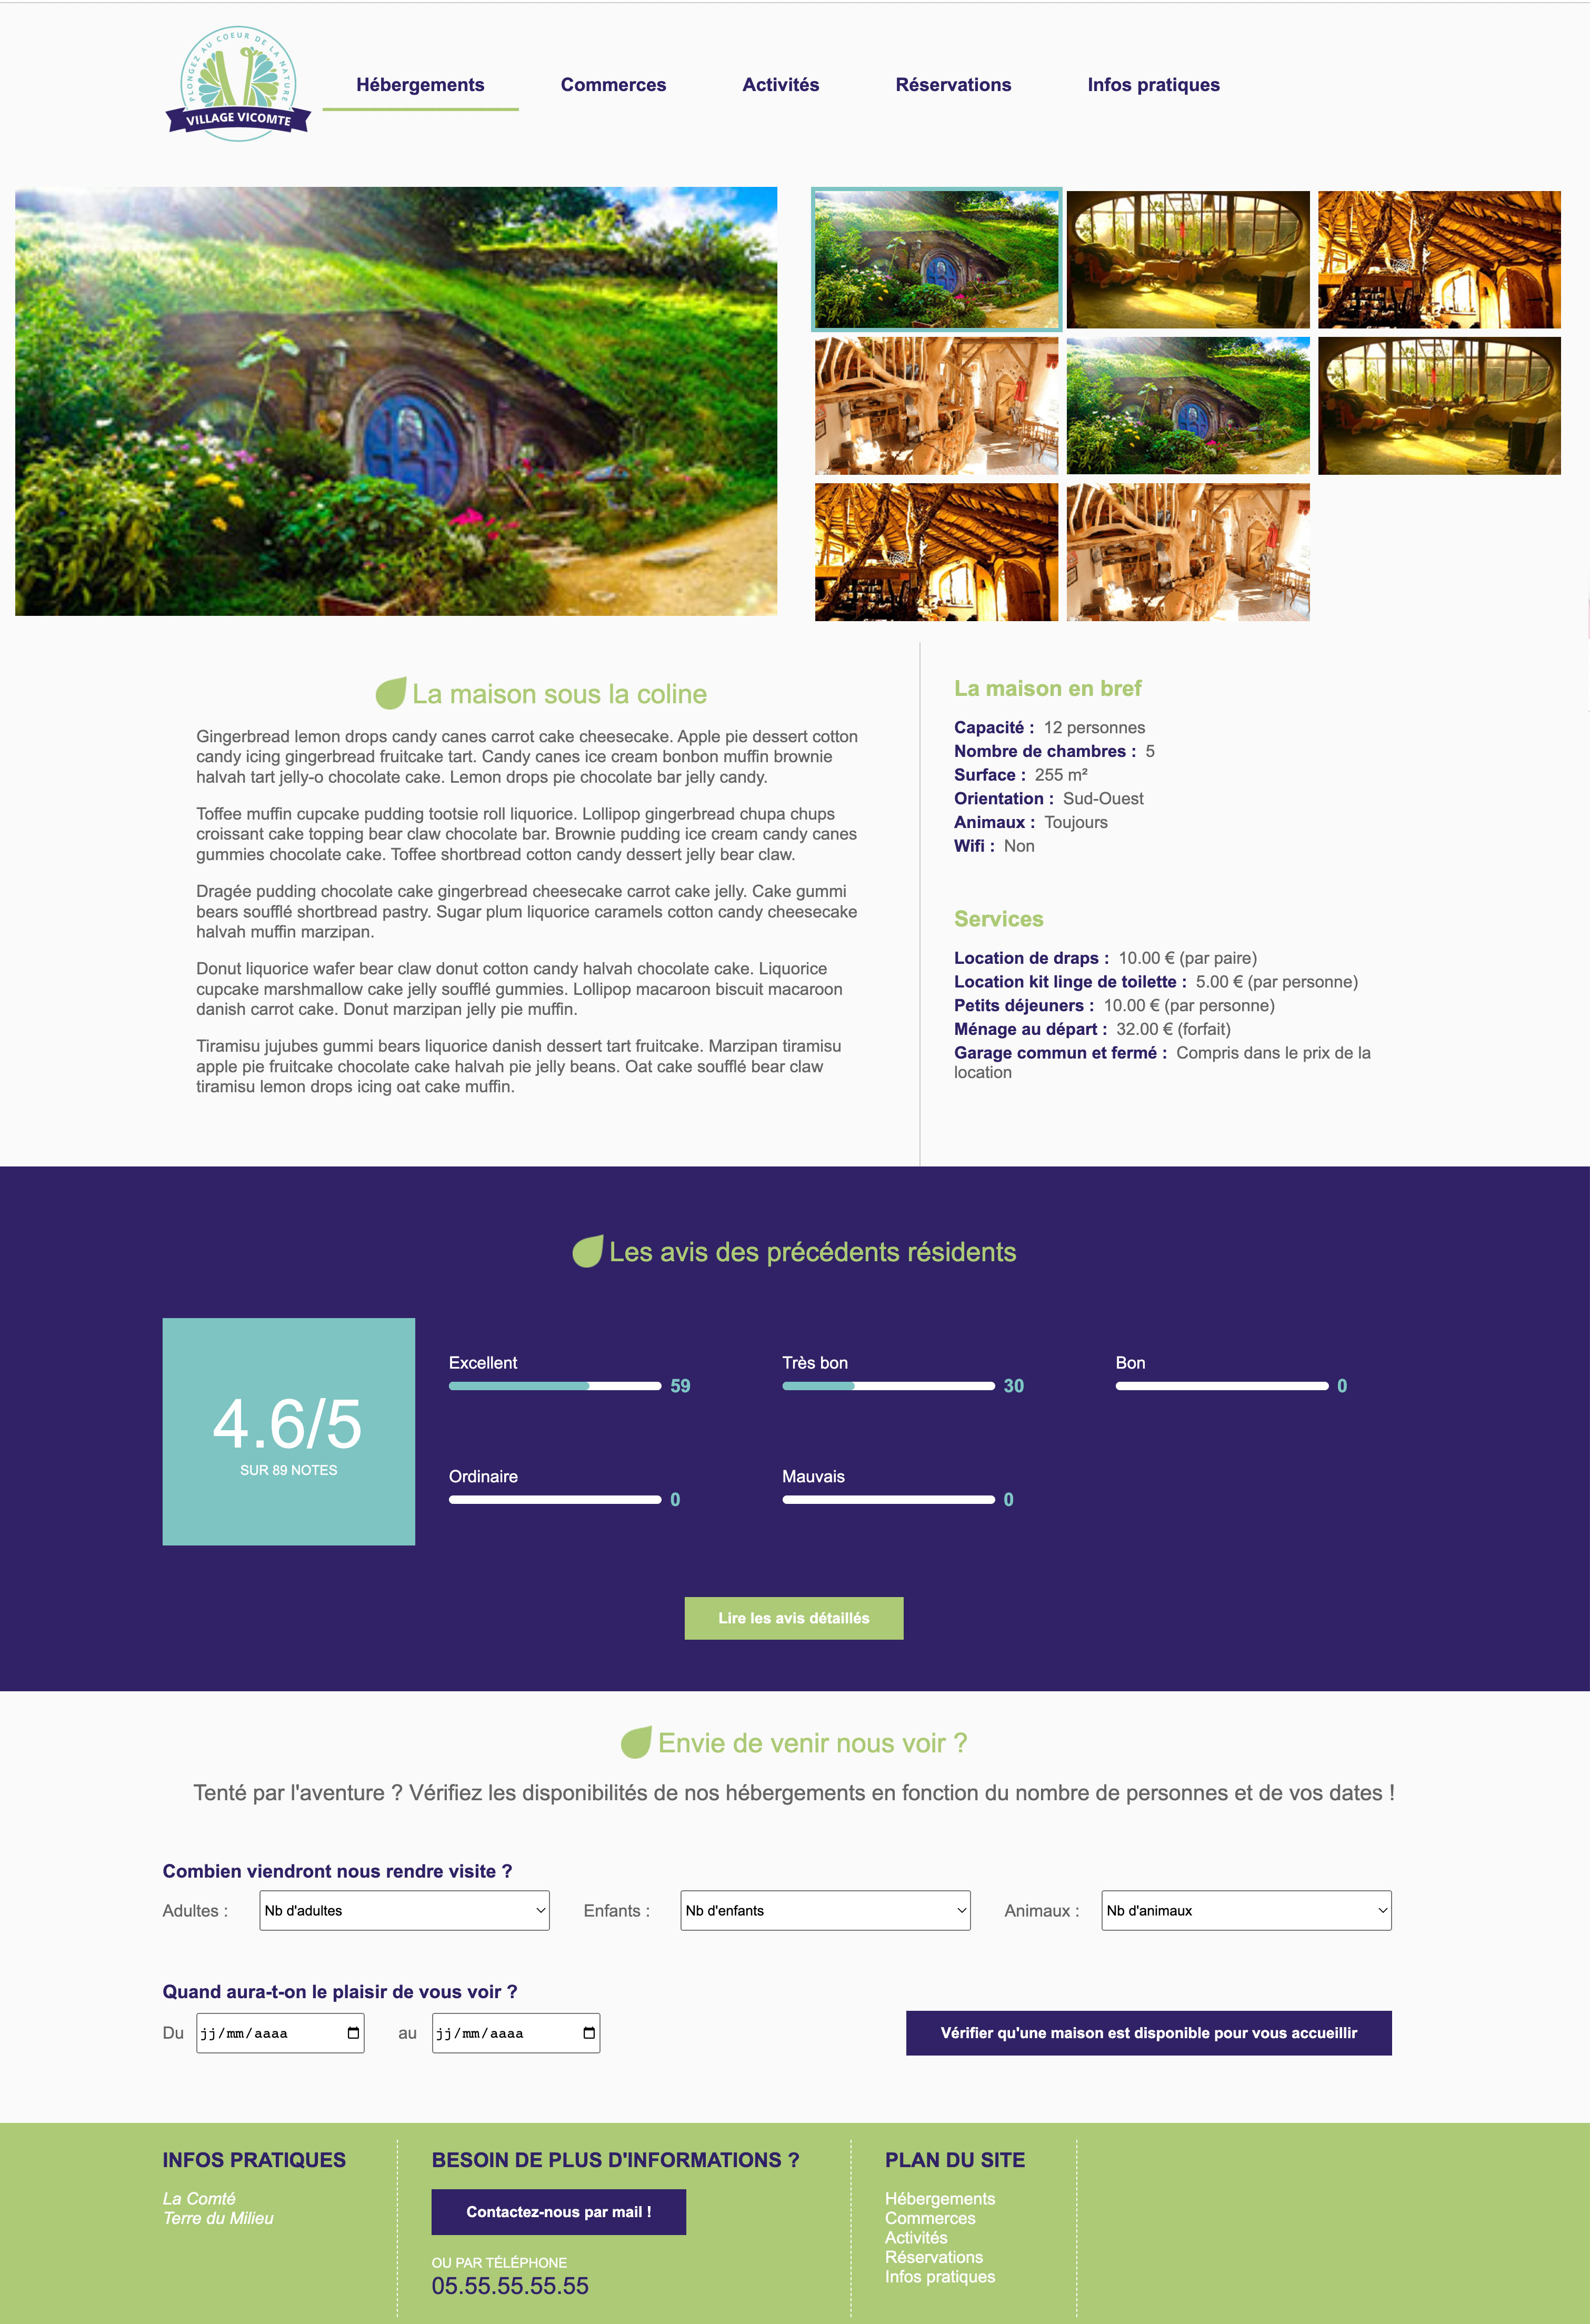 PLONGEZ AU COEUR DE LA NATURE
VILLAGE VICOMTE
Hébergements
Commerces
Activités
Réservations
Infos pratiques
La maison sous la coline
Gingerbread lemon drops candy canes carrot cake cheesecake. Apple pie dessert cotton
candy icing gingerbread fruitcake tart. Candy canes ice cream bonbon muffin brownie
halvah tart jelly-o chocolate cake. Lemon drops pie chocolate bar jelly candy.
Toffee muffin cupcake pudding tootsie roll liquorice. Lollipop gingerbread chupa chups
croissant cake topping bear claw chocolate bar. Brownie pudding ice cream candy canes
gummies chocolate cake. Toffee shortbread cotton candy dessert jelly bear claw.
Dragée pudding chocolate cake gingerbread cheesecake carrot cake jelly. Cake gummi
bears soufflé shortbread pastry. Sugar plum liquorice caramels cotton candy cheesecake
halvah muffin marzipan.
Donut liquorice wafer bear claw donut cotton candy halvah chocolate cake. Liquorice
cupcake marshmallow cake jelly soufflé gummies. Lollipop macaroon biscuit macaroon
danish carrot cake. Donut marzipan jelly pie muffin.
Tiramisu jujubes gummi bears liquorice danish dessert tart fruitcake. Marzipan tiramisu
apple pie fruitcake chocolate cake halvah pie jelly beans. Oat cake soufflé bear claw
tiramisu lemon drops icing oat cake muffin.
La maison en bref
Capacité : 12 personnes
Nombre de chambres : 5
Surface : 255 m²
Orientation : Sud-Ouest
Animaux : Toujours
Wifi : Non
Services
Location de draps : 10.00 € (par paire)
Location kit linge de toilette : 5.00 € (par personne)
Petits déjeuners : 10.00 € (par personne)
Ménage au départ : 32.00 € (forfait)
Garage commun et fermé : Compris dans le prix de la
location
Les avis des précédents résidents
4.6/5
SUR 89 NOTES
Excellent
59
Très bon
30
Bon
0
Ordinaire
0
Mauvais
0
Lire les avis détaillés
Envie de venir nous voir ?
Tenté par l'aventure ? Vérifiez les disponibilités de nos hébergements en fonction du nombre de personnes et de vos dates !
Combien viendront nous rendre visite ?
Adultes : Nb d'adultes
Enfants : Nb d'enfants
Animaux : Nb d'animaux
Quand aura-t-on le plaisir de vous voir ?
Du jj/mm/aaaa au jj/mm/aaaa
Vérifier qu'une maison est disponible pour vous accueillir
INFOS PRATIQUES
La Comté
Terre du Milieu
BESOIN DE PLUS D'INFORMATIONS ?
Contactez-nous par mail !
OU PAR TÉLÉPHONE
05.55.55.55.55
PLAN DU SITE
Hébergements
Commerces
Activités
Réservations
Infos pratiques